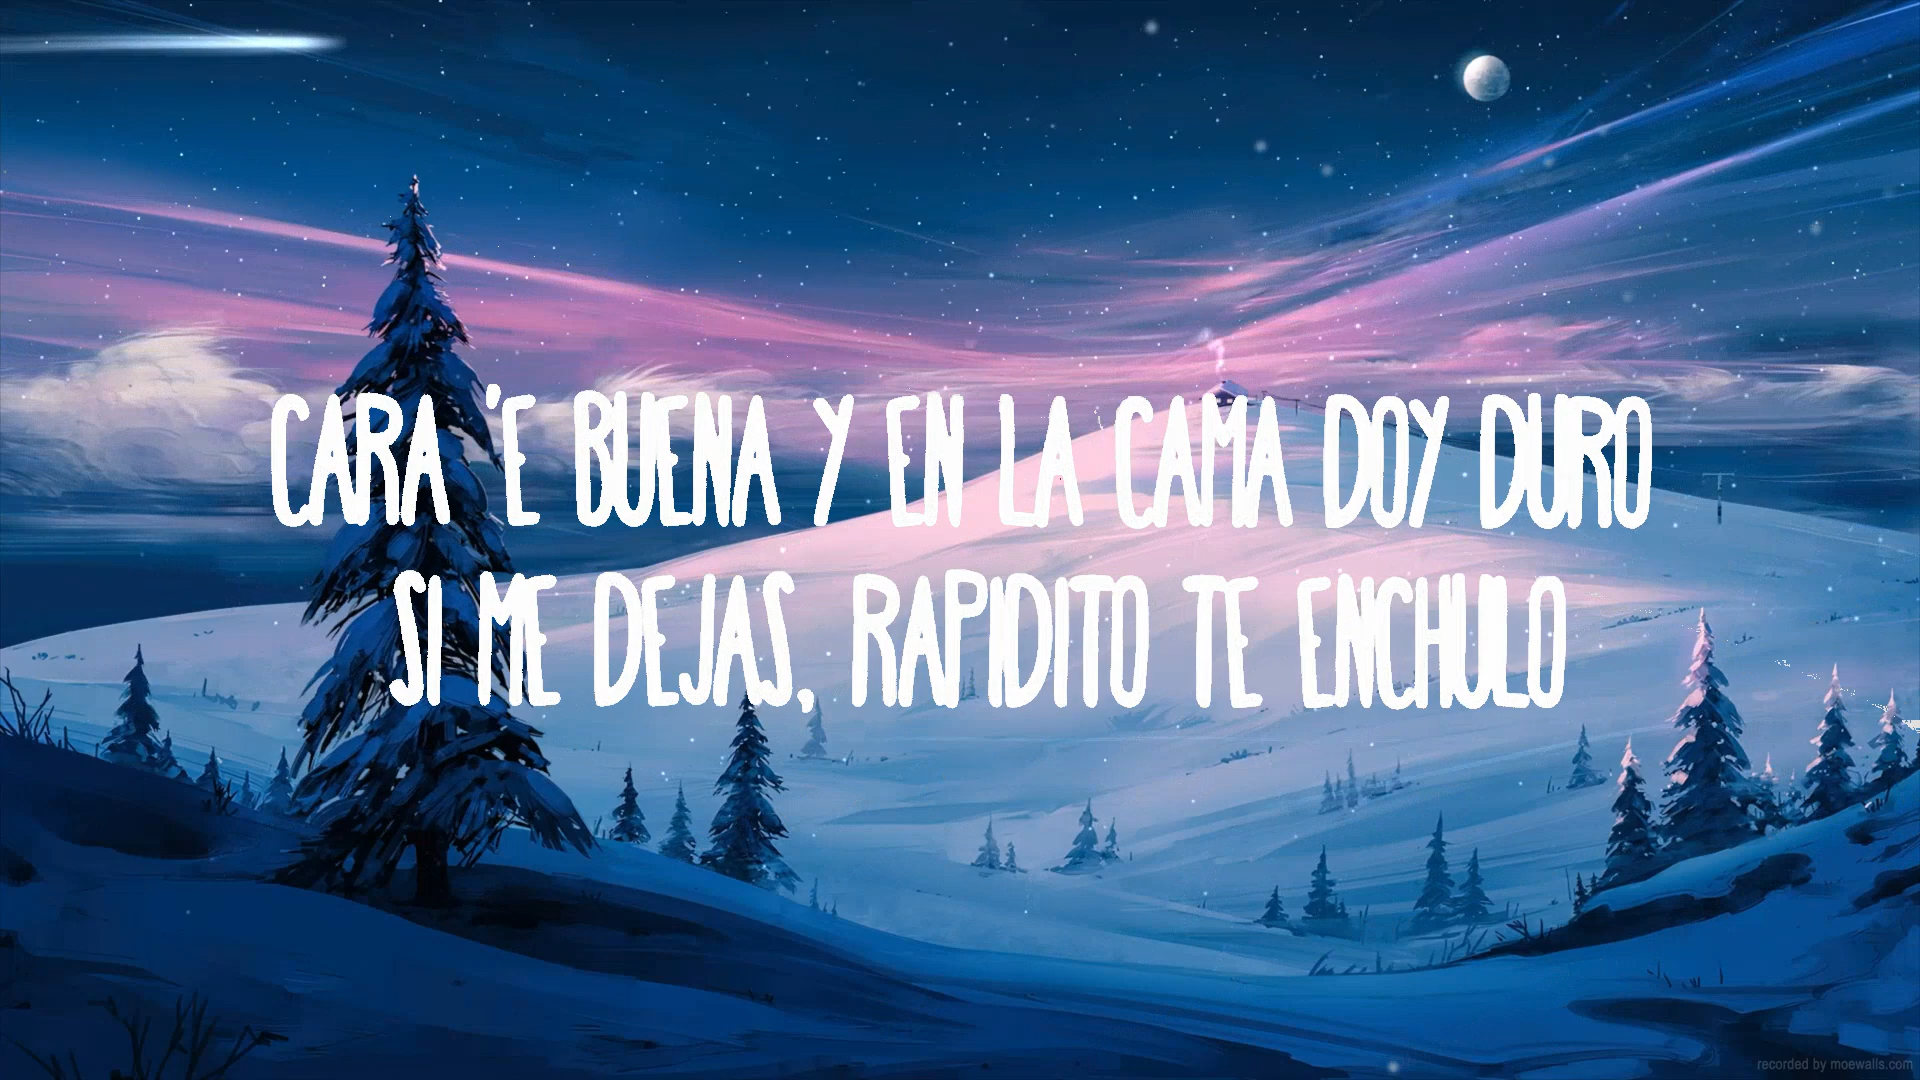 CARA 'E BUENA Y EN LA CAMA DOY DURO
SI ME DEJAS, RAPIDITO TE ENCHULO
recorded by moewalls.com